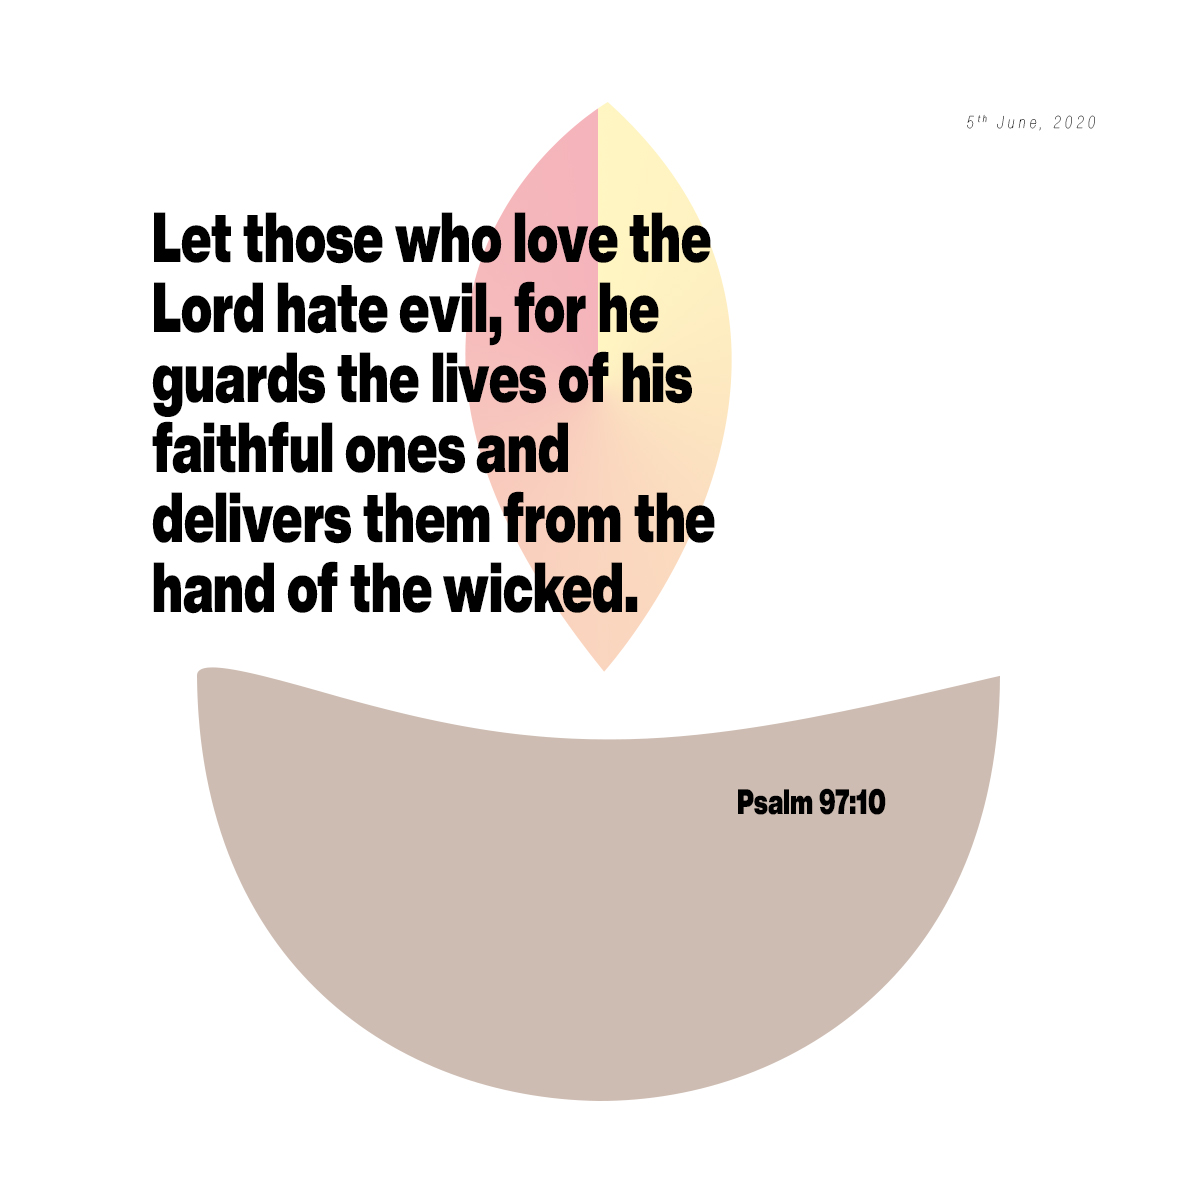 5th June, 2020
Let those who love the
Lord hate evil, for he
guards the lives of his
faithful ones and
delivers them from the
hand of the wicked.
Psalm 97:10